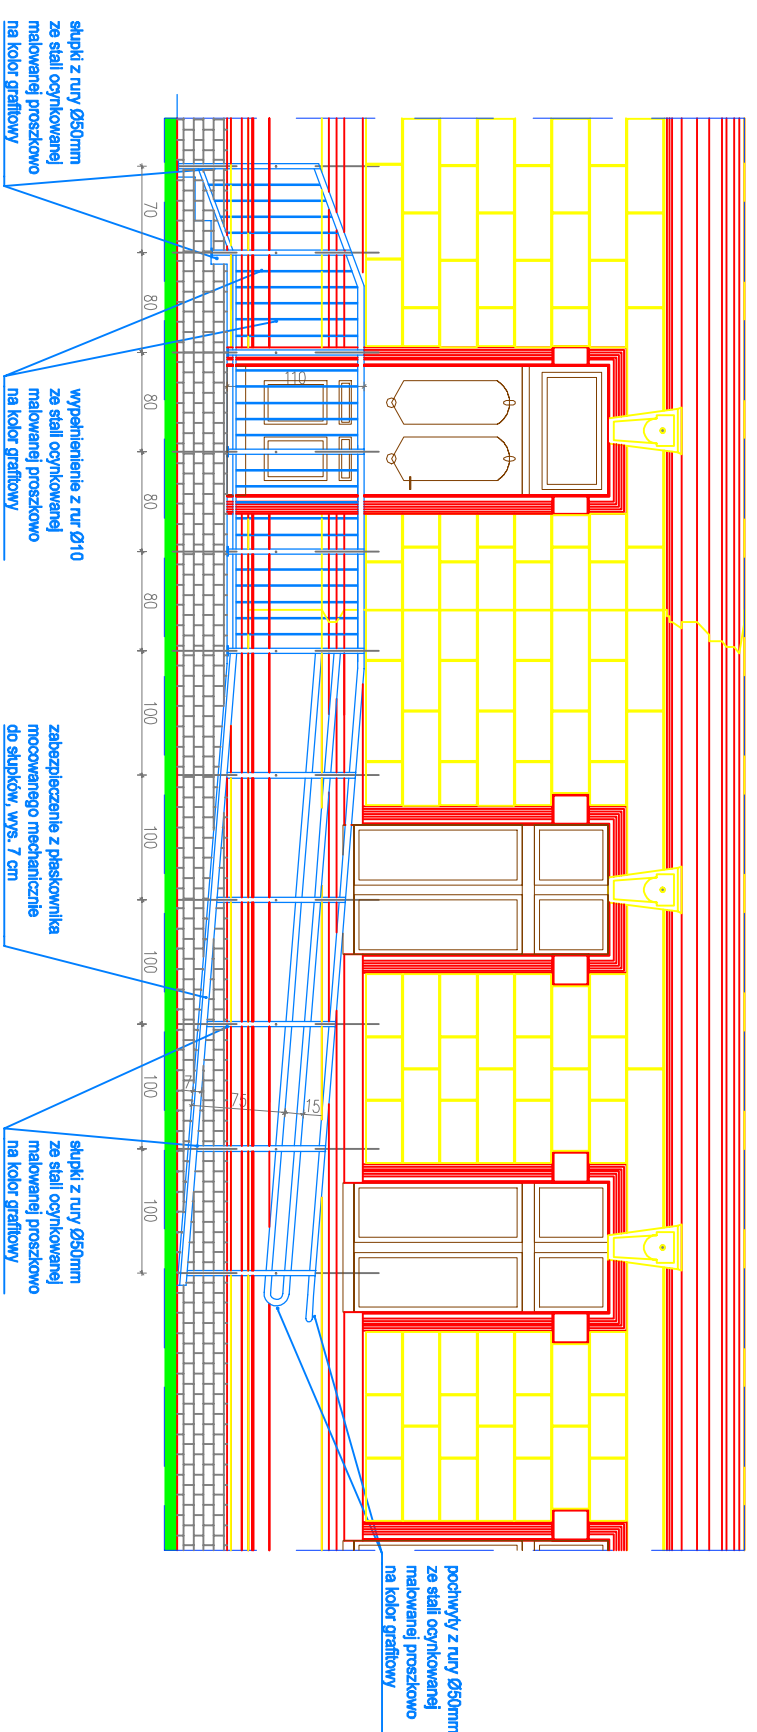 słupki z rury Ø50mm
ze stali ocynkowanej
malowanej proszkowo
na kolor grafitowy
wypełnienienie z rur Ø10
ze stali ocynkowanej
malowanej proszkowo
na kolor grafitowy
zabezpieczenie z płaskownika
mocowanego mechanicznie
do słupków, wys. 7 cm
słupki z rury Ø50mm
ze stali ocynkowanej
malowanej proszkowo
na kolor grafitowy
pochwyty z rury Ø50mm
ze stali ocynkowanej
malowanej proszkowo
na kolor grafitowy
70
80
80
80
80
100
100
100
100
100
110
7
75
15